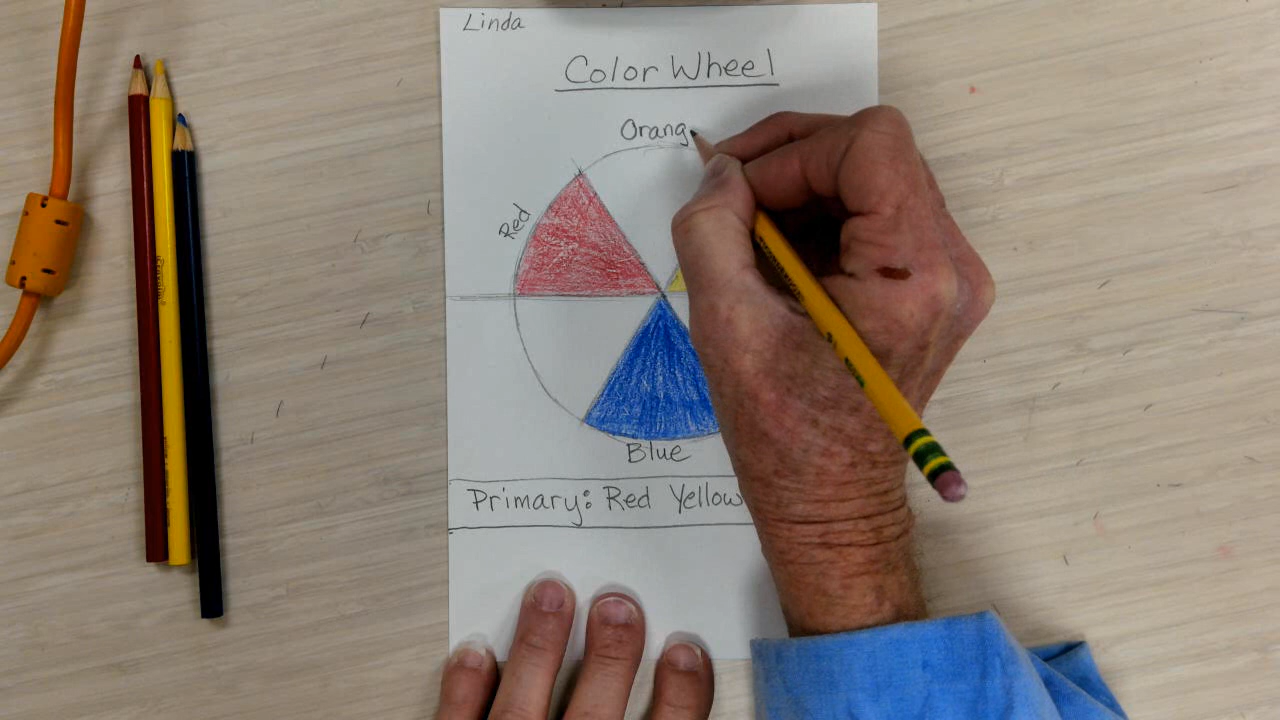 Linda
Color Wheel
Orang
Red
Blue
Primary: Red Yellow